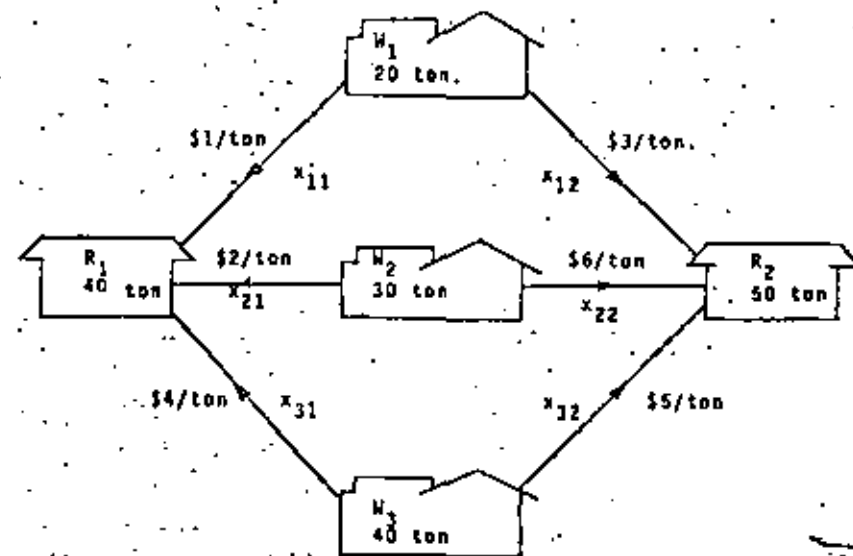 W1
20 ton.
$1/ton
$3/ton.
x11
x12
R1
40 ton
$2/ton
x21
W2
30 ton
$6/ton
x22
R2
50 ton
$4/ton
x31
x32
$5/ton
W3
40 ton